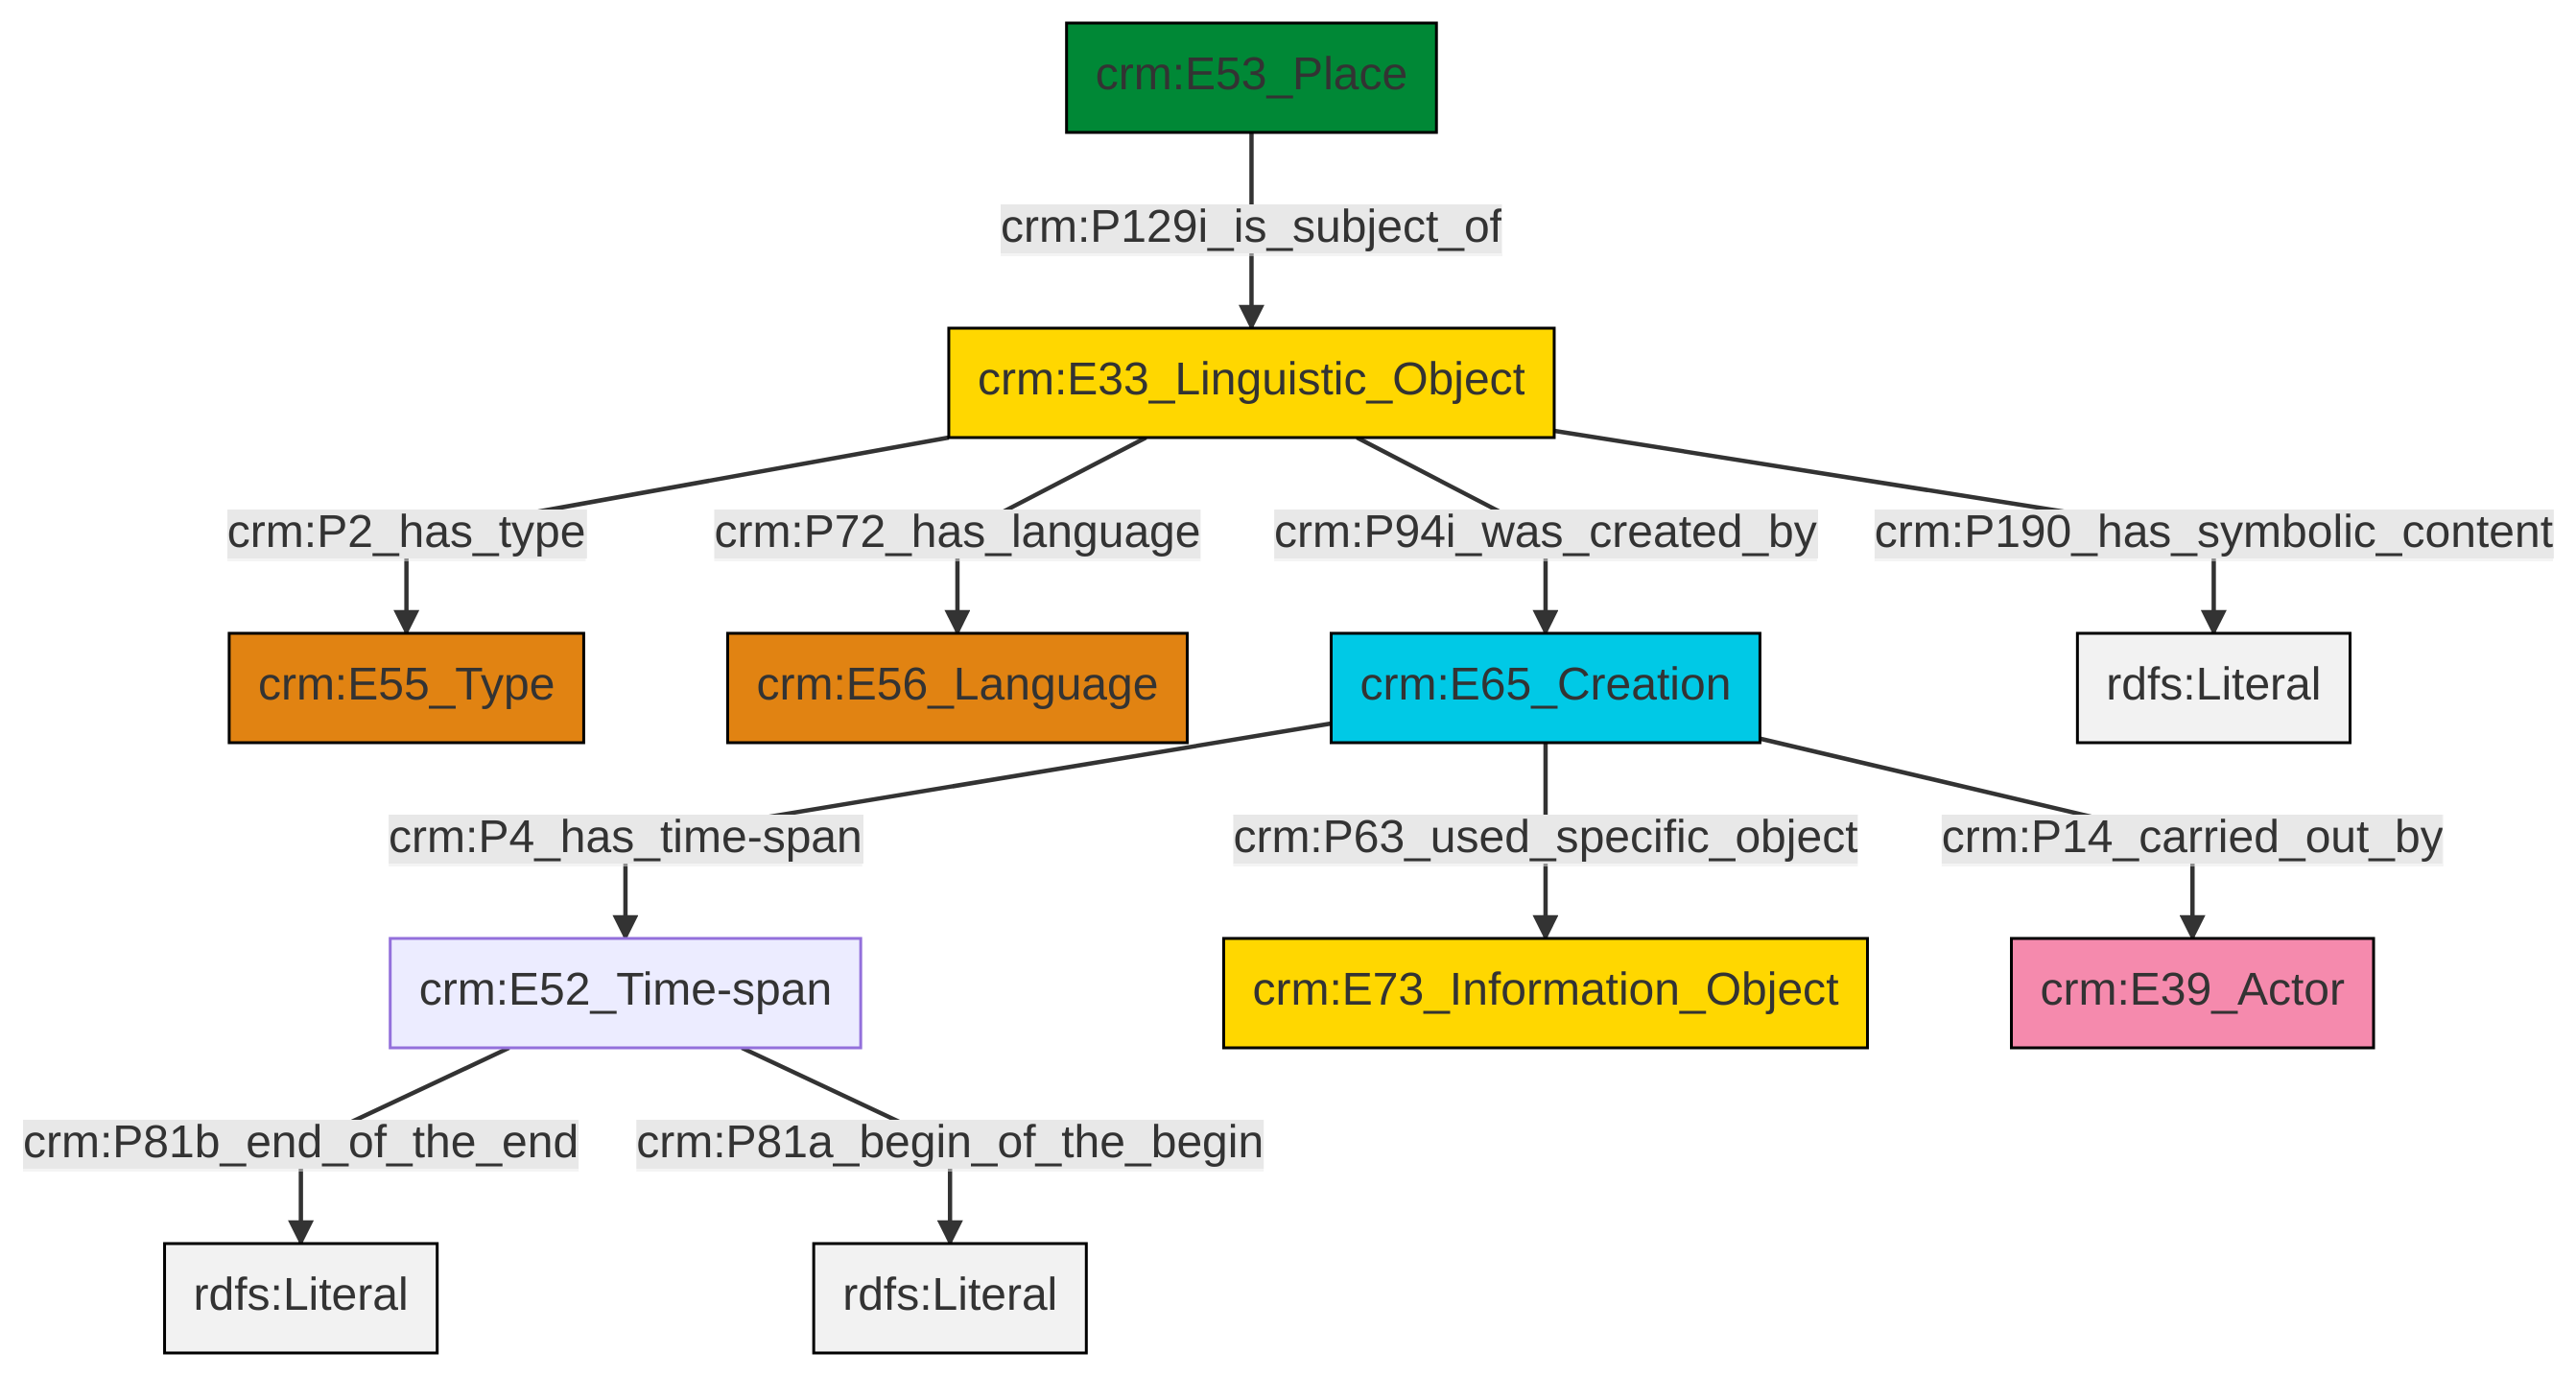 crm:E53_Place
crm:P129i_is_subject_of
crm:E33_Linguistic_Object
crm:P2_has_type
crm:P72_has_language
crm:P94i_was_created_by
crm:P190_has_symbolic_content
crm:E55_Type
crm:E56_Language
crm:E65_Creation
rdfs:Literal
crm:P4_has_time-span
crm:P63_used_specific_object
crm:P14_carried_out_by
crm:E52_Time-span
crm:E73_Information_Object
crm:E39_Actor
crm:P81b_end_of_the_end
crm:P81a_begin_of_the_begin
rdfs:Literal
rdfs:Literal